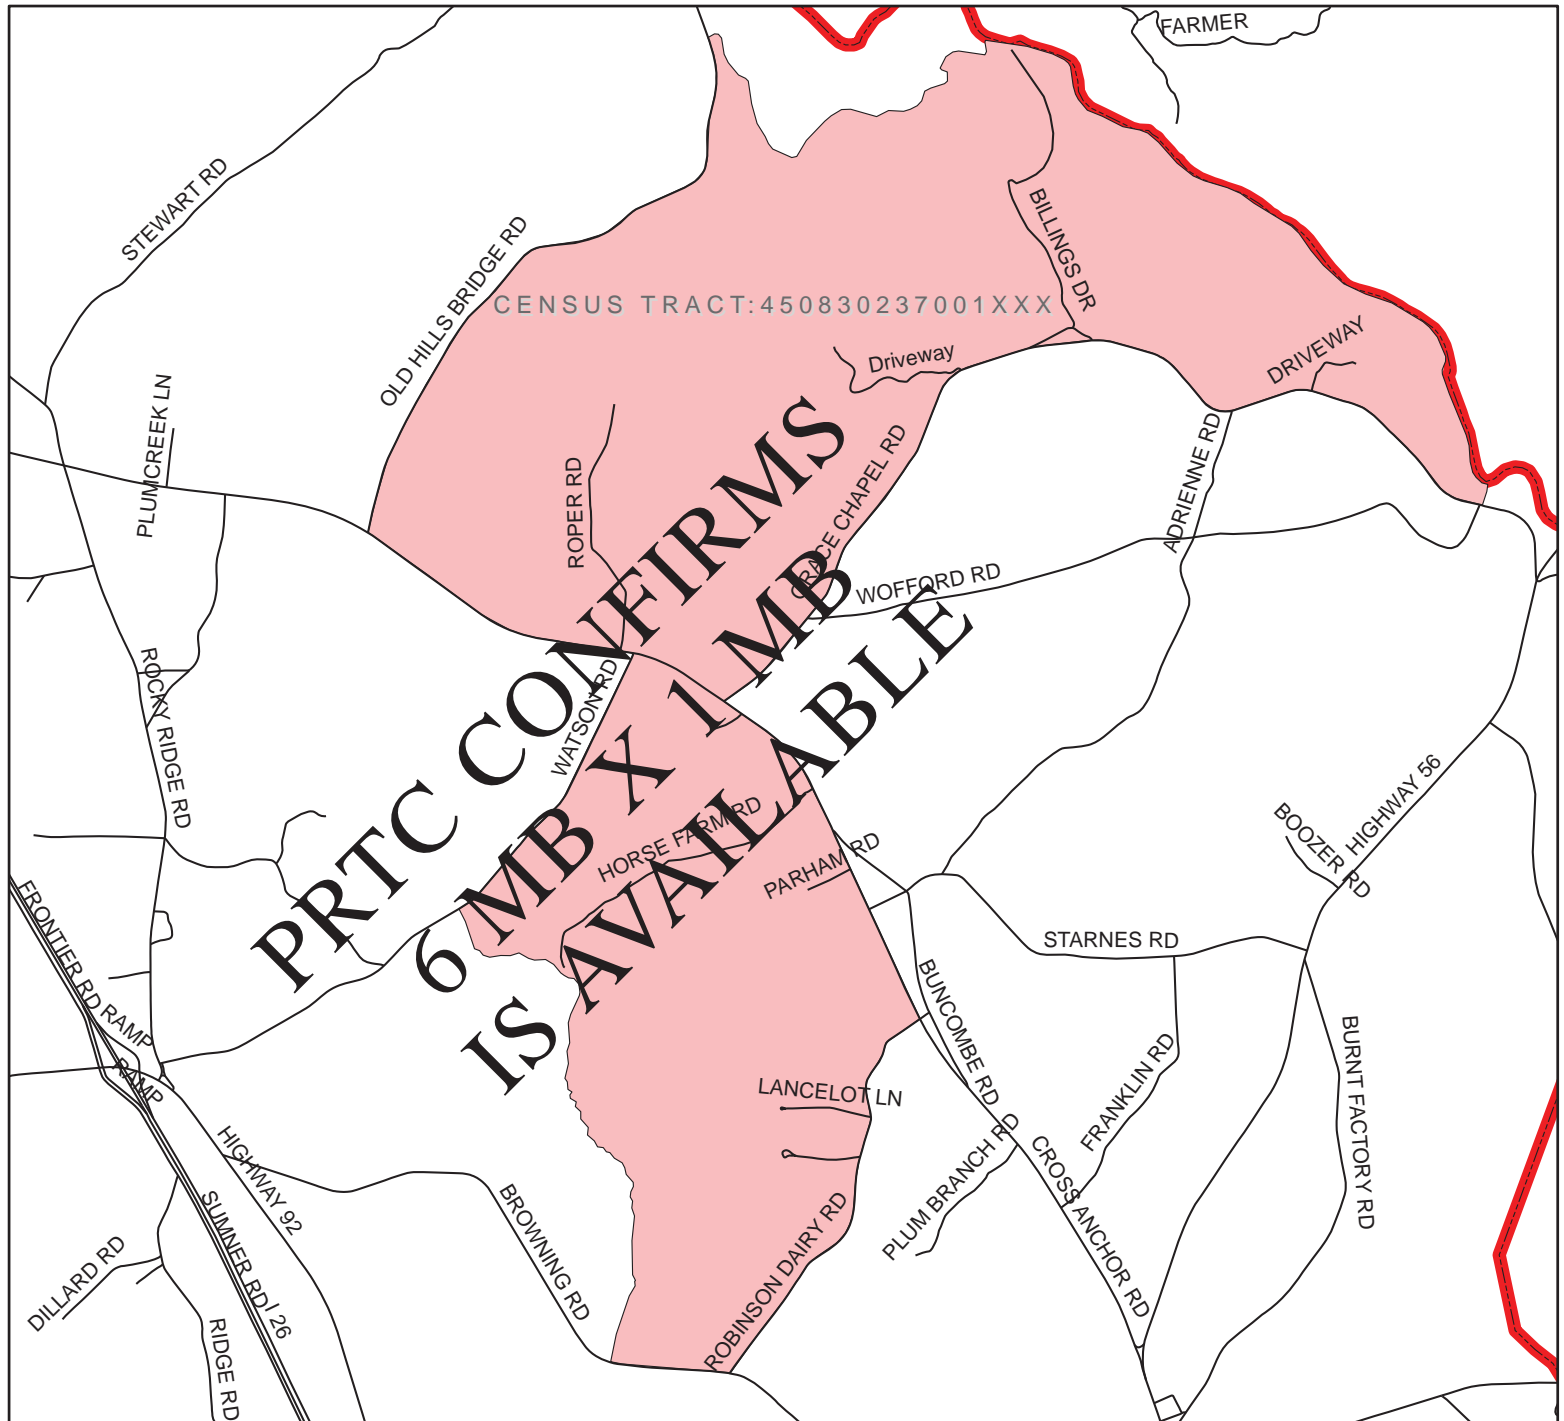 FARMER
STEWART RD
OLD HILLS BRIDGE RD
BILLINGS DR
CENSUS TRACT:450830237001XXX
Driveway
DRIVEWAY
PLUMCREEK LN
ROPER RD
GRACE CHAPEL RD
ADRIENNE RD
WOFFORD RD
PRTC CONFIRMS
6 MB X 1 MB
IS AVAILABLE
ROCKY RIDGE RD
WATSON RD
HORSE FARM RD
PARHAM RD
BOOZER RD
HIGHWAY 56
STARNES RD
FRONTIER RD
RAMP
RAMP
BUNCOMBE RD
FRANKLIN RD
BURNT FACTORY RD
LANCELOT LN
PLUM BRANCH RD
CROSS ANCHOR RD
HIGHWAY 92
SUMNER RD
I 26
BROWNING RD
ROBINSON DAIRY RD
DILLARD RD
RIDGE RD